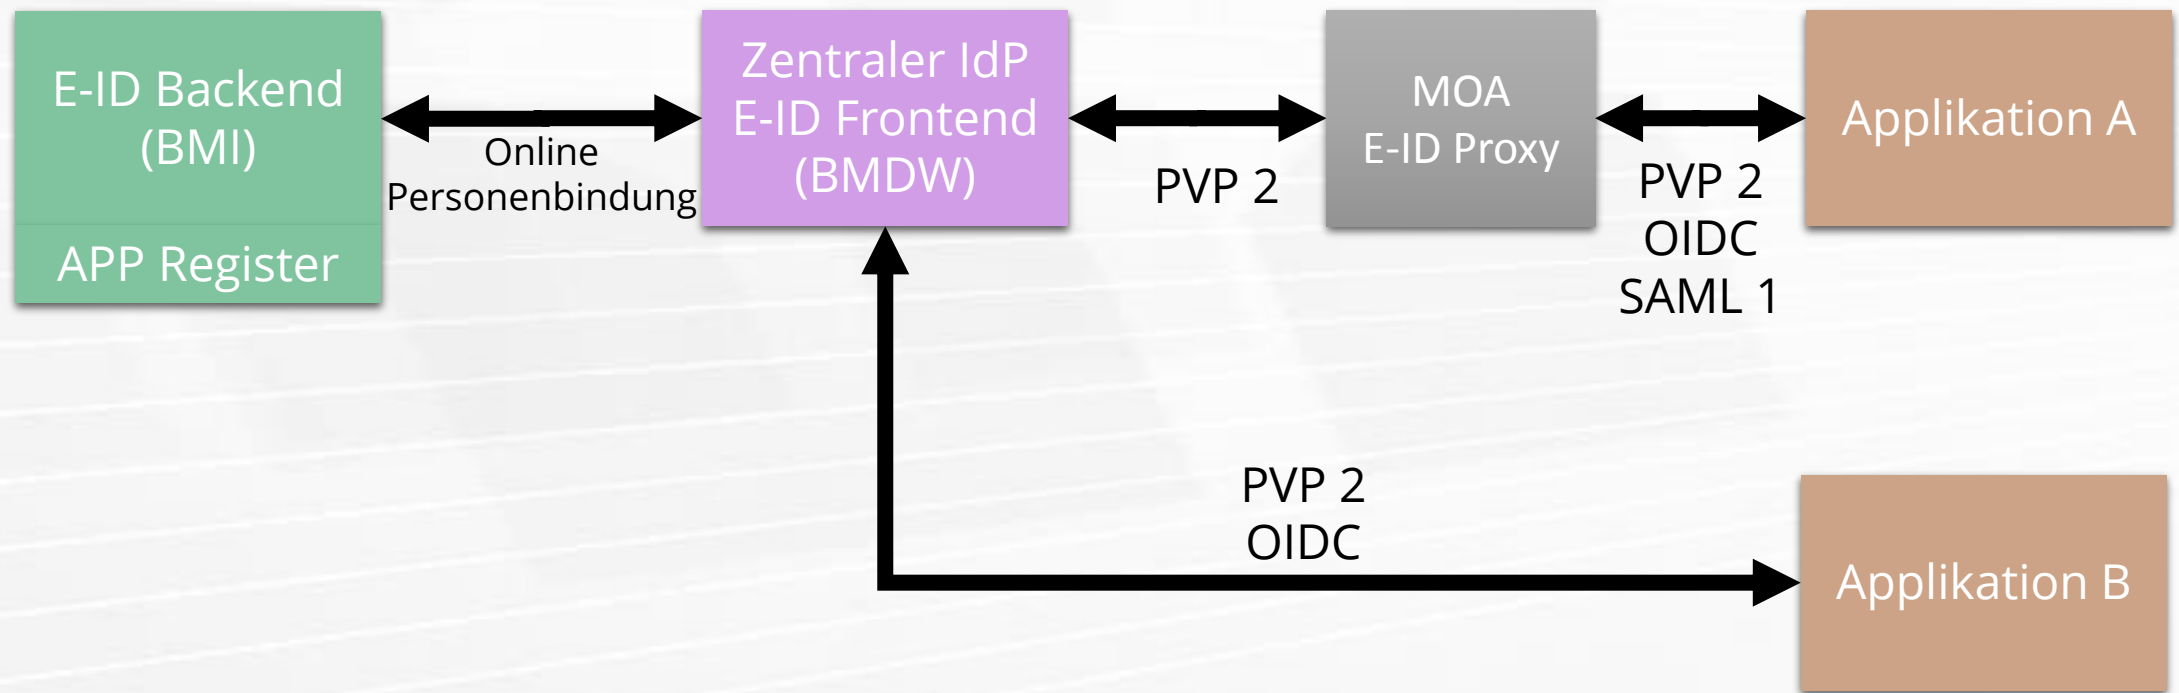 E-ID Backend
(BMI)
APP Register
Online
Personenbindung
Zentraler IdP
E-ID Frontend
(BMDW)
PVP 2
MOA
E-ID Proxy
PVP 2
OIDC
SAML 1
Applikation A
PVP 2
OIDC
Applikation B